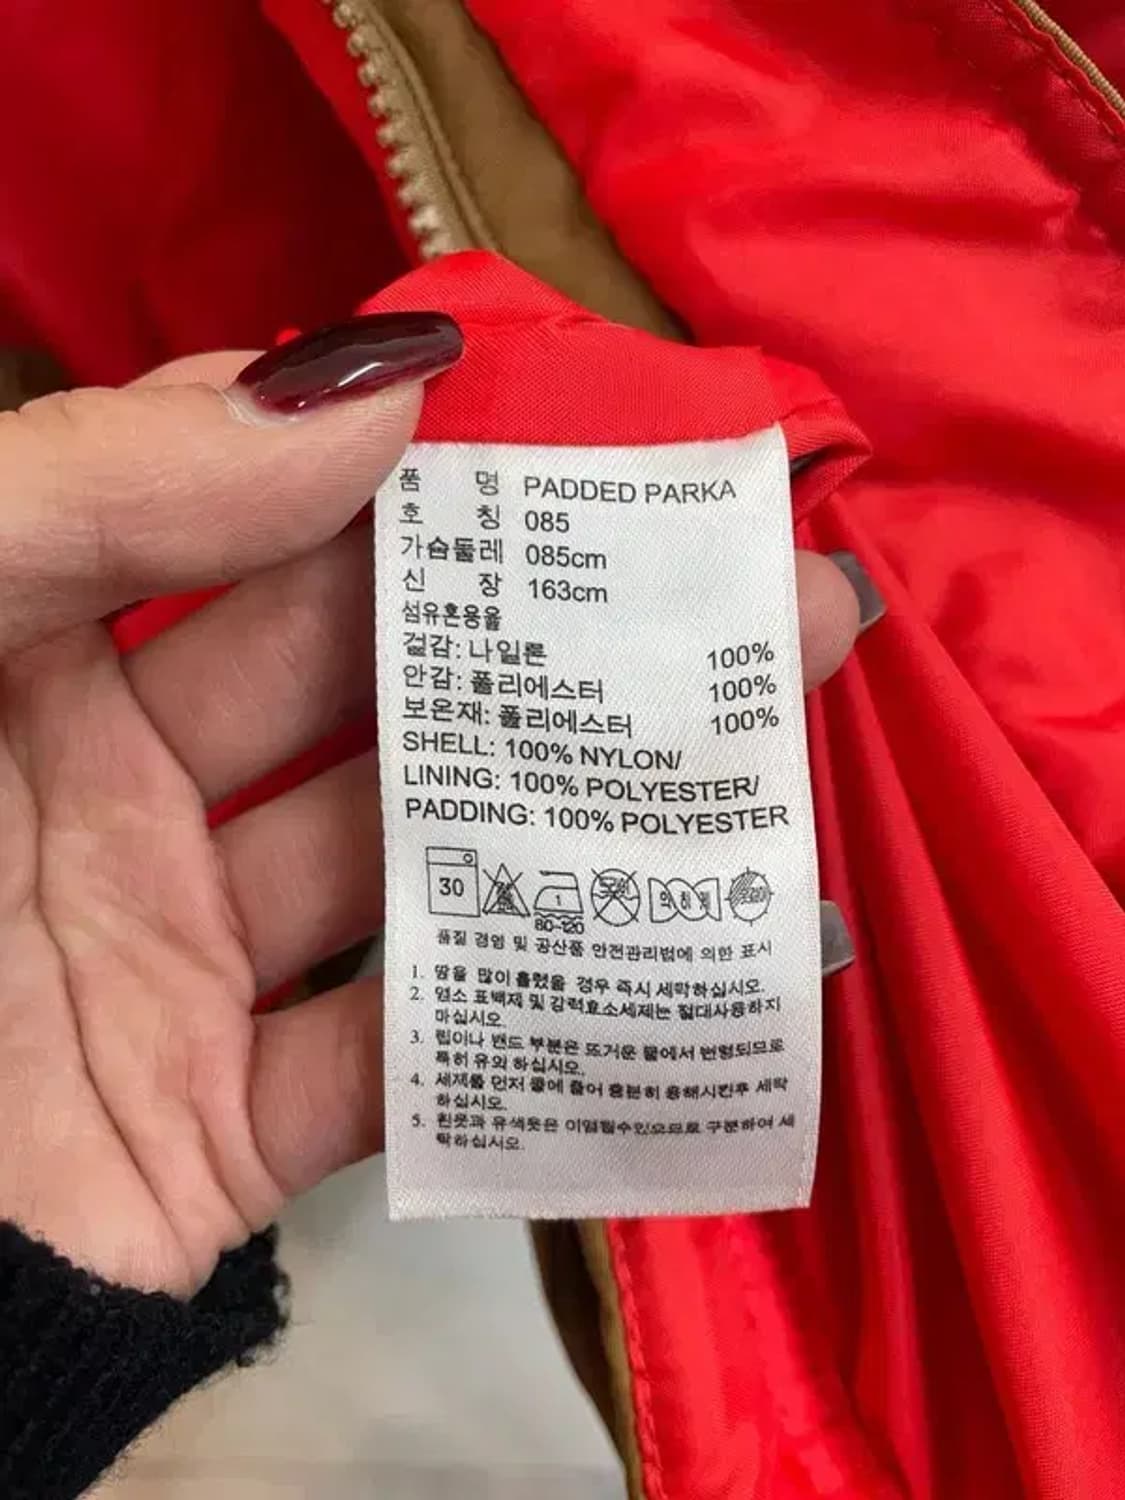 품 명 PADDED PARKA
호 칭 085
가슴둘레 085cm
신 장 163cm
섬유혼용율
겉감: 나일론 100%
안감: 폴리에스터 100%
보온재: 폴리에스터 100%
SHELL: 100% NYLON/
LINING: 100% POLYESTER/
PADDING: 100% POLYESTER
30 1 80~120 약하게
품질 경영 및 공산품 안전관리법에 의한 표시
1. 땀을 많이 흘렸을 경우 즉시 세탁하십시오.
2. 염소 표백제 및 강력효소세제는 절대사용하지
마십시오.
3. 립이나 밴드 부분은 뜨거운 물에서 변형되므로
특히 유의 하십시오.
4. 세제를 먼저 물에 풀어 충분히 용해시킨후 세탁
하십시오.
5. 흰옷과 유색옷은 이염될수있으므로 구분하여 세
탁하십시오.